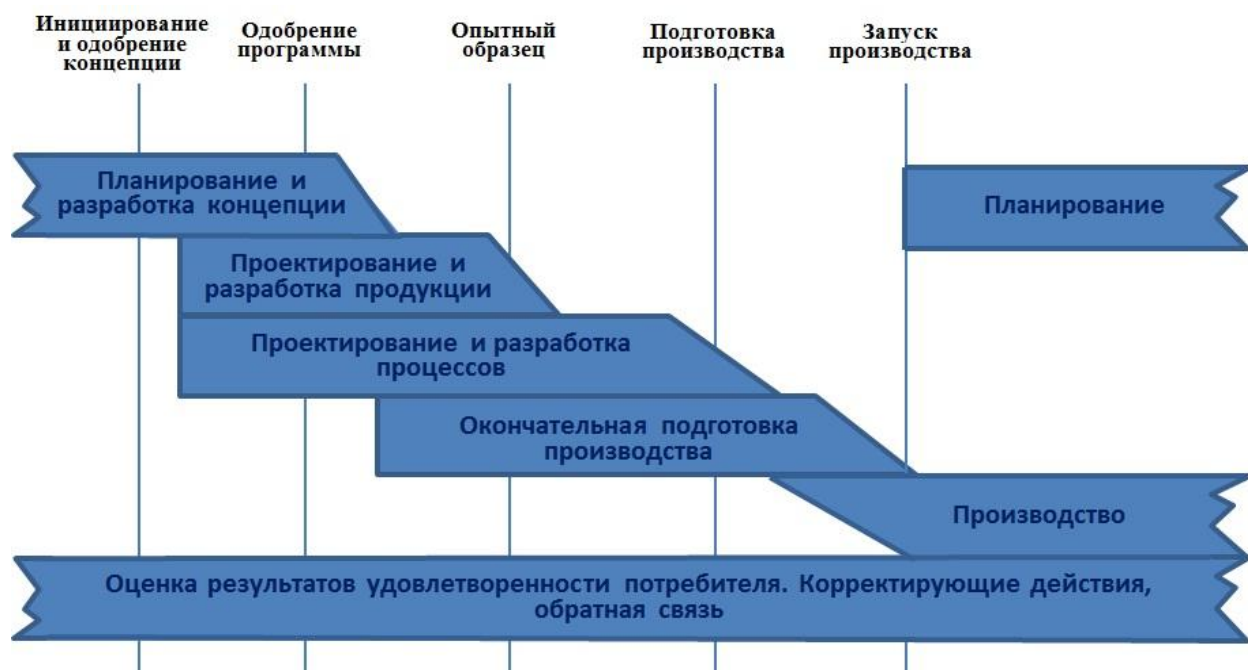 Инициирование
и одобрение
концепции
Одобрение
программы
Опытный
образец
Подготовка
производства
Запуск
производства
Планирование и
разработка концепции
Планирование
Проектирование и
разработка продукции
Проектирование и разработка
процессов
Окончательная подготовка
производства
Производство
Оценка результатов удовлетворенности потребителя. Корректирующие действия,
обратная связь